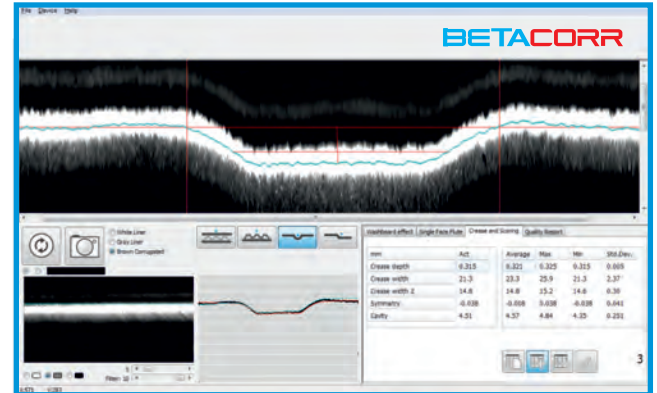 File Device Help
BETACORR
White Liner
Gray Liner
Brown Corrugated
Washboard effect Single Face Flute Crease and Scoring Quality Report
mm Act Average Max Min Std.Dev.
Crease depth 0.315 0.321 0.325 0.315 0.005
Crease width 21.3 23.3 25.9 21.3 2.37
Crease width 2 14.8 14.8 15.2 14.6 0.30
Symmetry -0.038 -0.008 0.038 -0.038 0.041
Cavity 4.51 4.57 4.84 4.35 0.251
3
5
Filter: 10